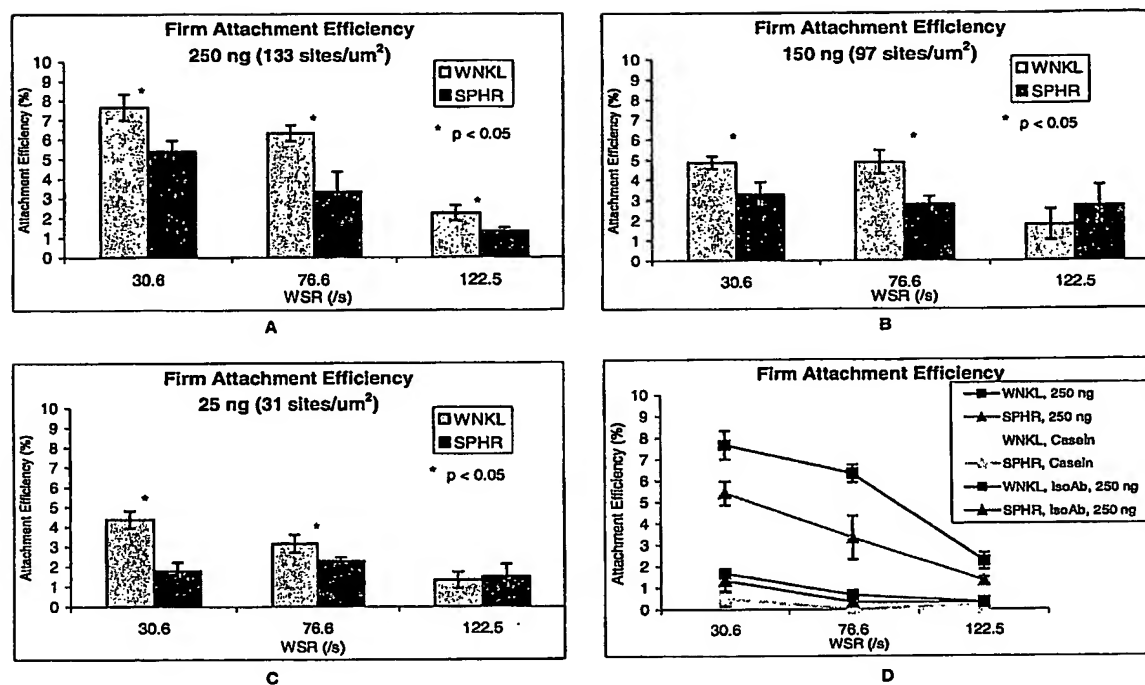 Firm Attachment Efficiency
250 ng (133 sites/um²)
Attachment Efficiency (%)
10
9
8
7
6
5
4
3
2
1
0
WNKL
SPHR
* p < 0.05
*
*
*
30.6 76.6 122.5
WSR (/s)
A
Firm Attachment Efficiency
150 ng (97 sites/um²)
Attachment Efficiency (%)
10
9
8
7
6
5
4
3
2
1
0
WNKL
SPHR
* p < 0.05
*
*
30.6 76.6 122.5
WSR (/s)
B
Firm Attachment Efficiency
25 ng (31 sites/um²)
Attachment Efficiency (%)
10
9
8
7
6
5
4
3
2
1
0
WNKL
SPHR
* p < 0.05
*
*
30.6 76.6 122.5
WSR (/s)
C
Firm Attachment Efficiency
Attachment Efficiency (%)
10
9
8
7
6
5
4
3
2
1
0
WNKL, 250 ng
SPHR, 250 ng
WNKL, Casein
SPHR, Casein
WNKL, IsoAb, 250 ng
SPHR, IsoAb, 250 ng
30.6 76.6 122.5
WSR (/s)
D